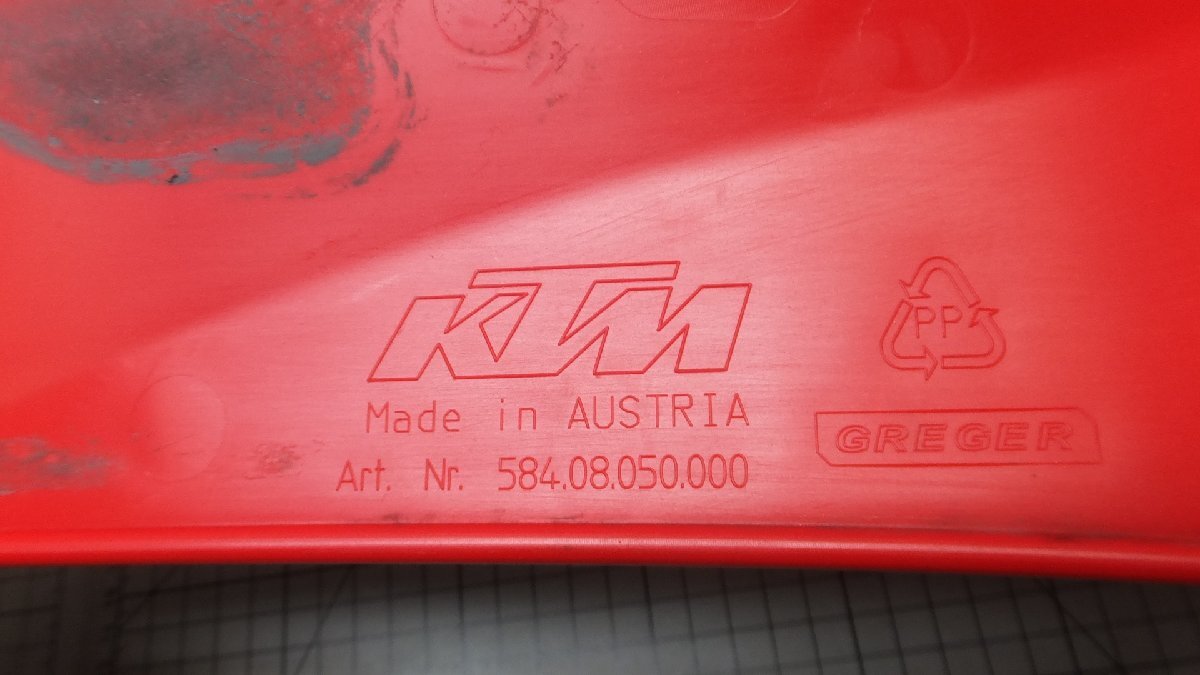 KTM
Made in AUSTRIA
Art. Nr. 584.08.050.000
PP
GREGER